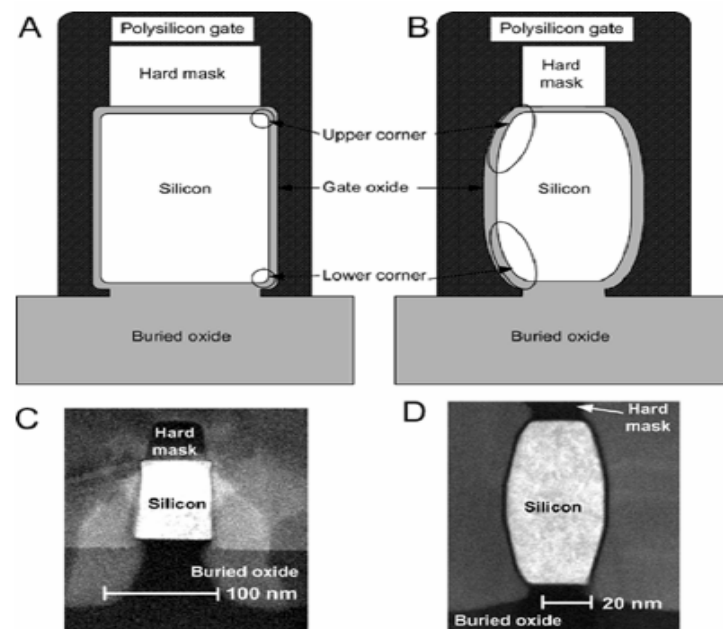 A
Polysilicon gate
Hard mask
Silicon
Buried oxide
Upper corner
Gate oxide
Lower corner
B
Polysilicon gate
Hard
mask
Silicon
Buried oxide
C
Hard
mask
Silicon
Buried oxide
100 nm
D
Hard
mask
Silicon
20 nm
Buried oxide